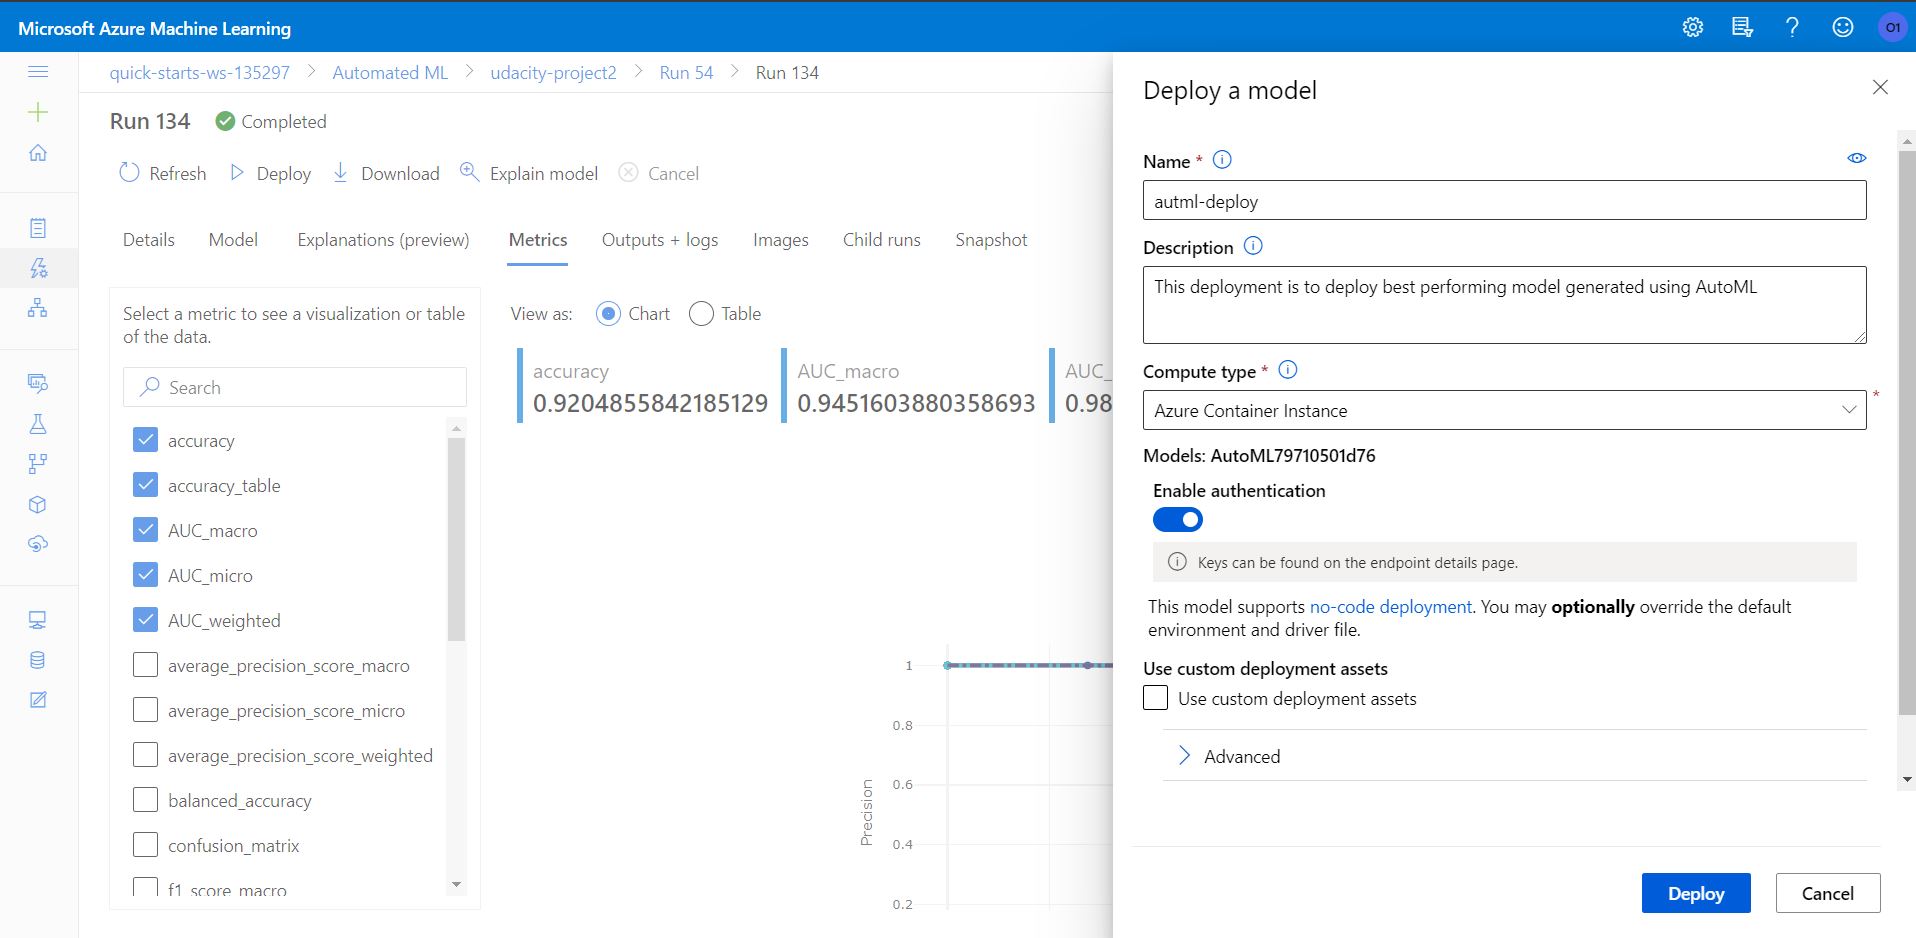 Microsoft Azure Machine Learning
O1
quick-starts-ws-135297 > Automated ML > udacity-project2 > Run 54 > Run 134
Run 134 Completed
Refresh Deploy Download Explain model Cancel
Details Model Explanations (preview) Metrics Outputs + logs Images Child runs Snapshot
Select a metric to see a visualization or table
of the data.
Search
accuracy
accuracy_table
AUC_macro
AUC_micro
AUC_weighted
average_precision_score_macro
average_precision_score_micro
average_precision_score_weighted
balanced_accuracy
confusion_matrix
f1_score_macro
View as: Chart Table
accuracy
0.9204855842185129
AUC_macro
0.9451603880358693
AUC_
0.98
1
0.8
0.6
0.4
0.2
Precision
Deploy a model
Name *
autml-deploy
Description
This deployment is to deploy best performing model generated using AutoML
Compute type *
Azure Container Instance
*
Models: AutoML79710501d76
Enable authentication
Keys can be found on the endpoint details page.
This model supports no-code deployment. You may optionally override the default
environment and driver file.
Use custom deployment assets
Use custom deployment assets
Advanced
Deploy Cancel